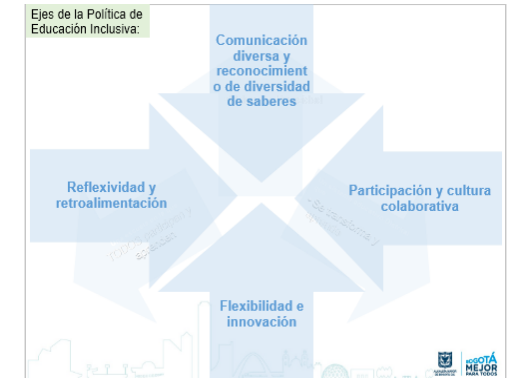 Ejes de la Política de
Educación Inclusiva:
Comunicación
diversa y
reconocimient
o de diversidad
de saberes
Reflexividad y
retroalimentación
Participación y cultura
colaborativa
Flexibilidad e
innovación
BOGOTÁ
MEJOR
PARA TODOS